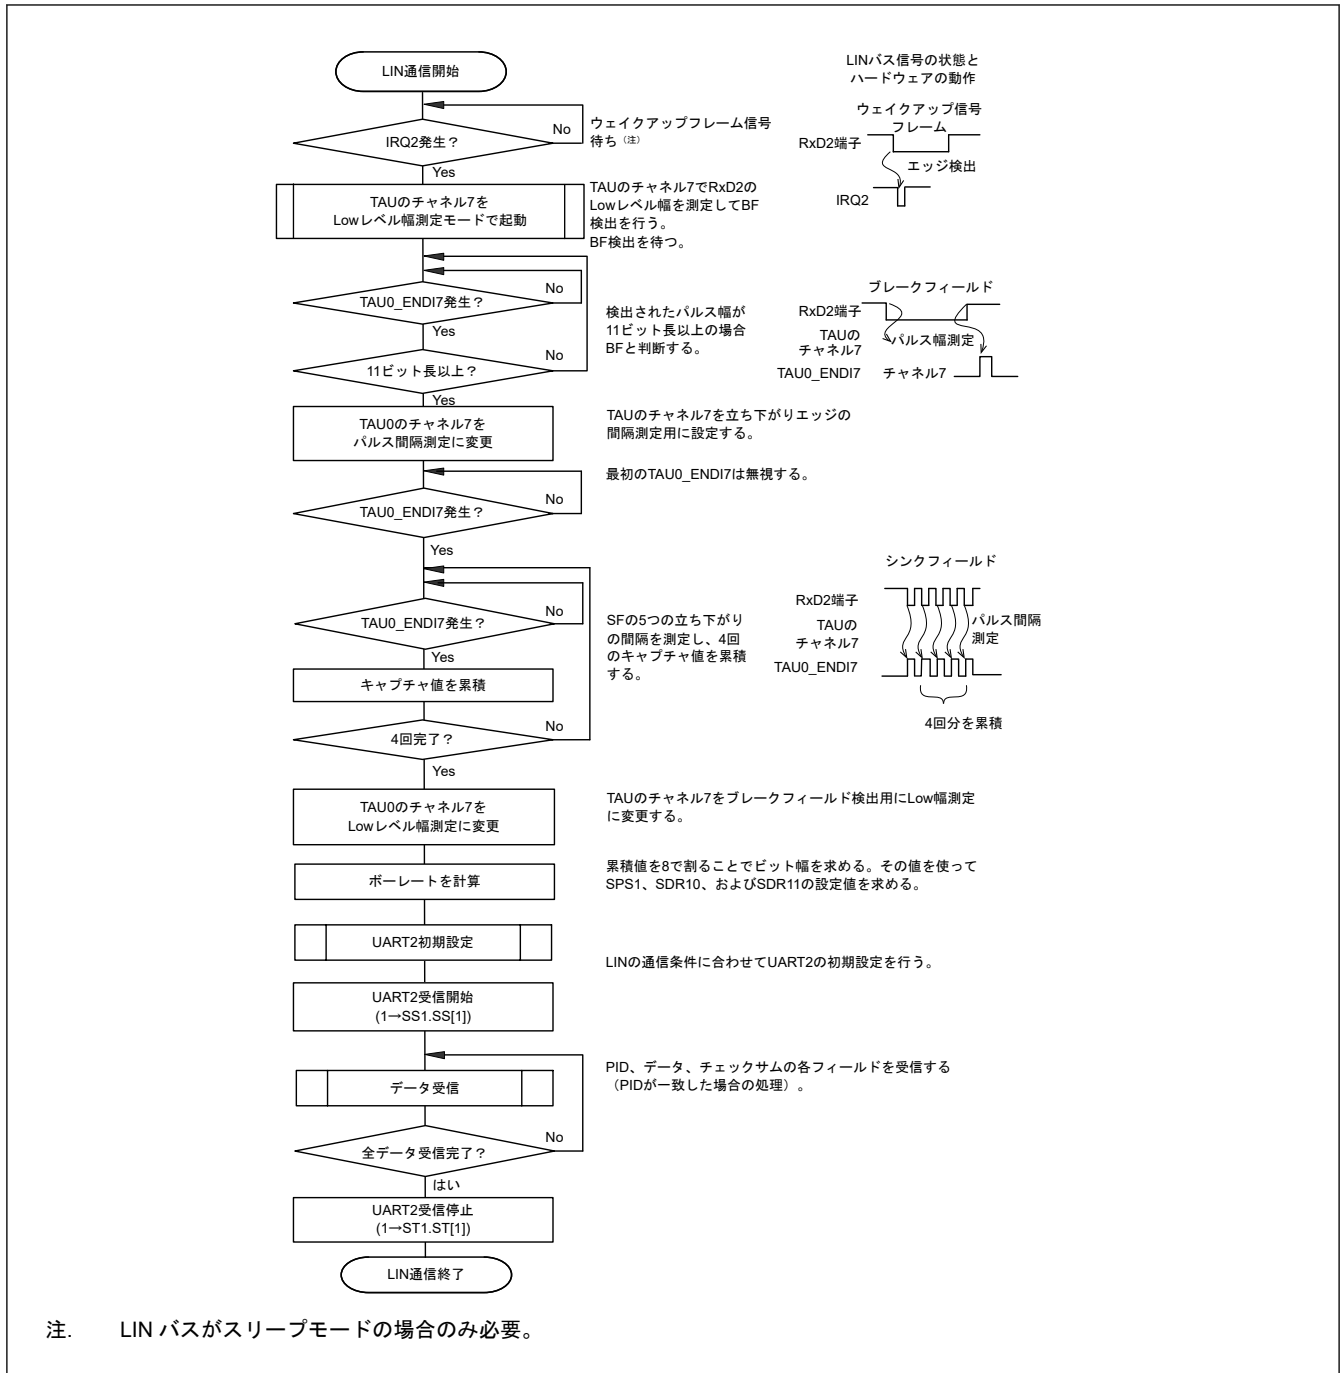 LIN通信開始
IRQ2発生？
No
Yes
ウェイクアップフレーム信号
待ち（注）
TAUのチャネル7を
Lowレベル幅測定モードで起動
TAUのチャネル7でRxD2の
Lowレベル幅を測定してBF
検出を行う。
BF検出を待つ。
TAU0_ENDI7発生？
No
Yes
11ビット長以上？
No
Yes
検出されたパルス幅が
11ビット長以上の場合
BFと判断する。
TAU0のチャネル7を
パルス間隔測定に変更
TAUのチャネル7を立ち下がりエッジの
間隔測定用に設定する。
最初のTAU0_ENDI7は無視する。
TAU0_ENDI7発生？
No
Yes
TAU0_ENDI7発生？
No
Yes
キャプチャ値を累積
4回完了？
No
Yes
SFの5つの立ち下がり
の間隔を測定し、4回
のキャプチャ値を累積
する。
TAU0のチャネル7を
Lowレベル幅測定に変更
TAUのチャネル7をブレークフィールド検出用にLow幅測定
に変更する。
ボーレートを計算
累積値を8で割ることでビット幅を求める。その値を使って
SPS1、SDR10、およびSDR11の設定値を求める。
UART2初期設定
LINの通信条件に合わせてUART2の初期設定を行う。
UART2受信開始
(1→SS1.SS[1])
データ受信
PID、データ、チェックサムの各フィールドを受信する
（PIDが一致した場合の処理）。
全データ受信完了？
No
はい
UART2受信停止
(1→ST1.ST[1])
LIN通信終了
LINバス信号の状態と
ハードウェアの動作
ウェイクアップ信号
フレーム
RxD2端子
エッジ検出
IRQ2
ブレークフィールド
RxD2端子
TAUの
チャネル7
パルス幅測定
TAU0_ENDI7
チャネル7
シンクフィールド
RxD2端子
TAUの
チャネル7
パルス間隔
測定
TAU0_ENDI7
4回分を累積
注. LIN バスがスリープモードの場合のみ必要。